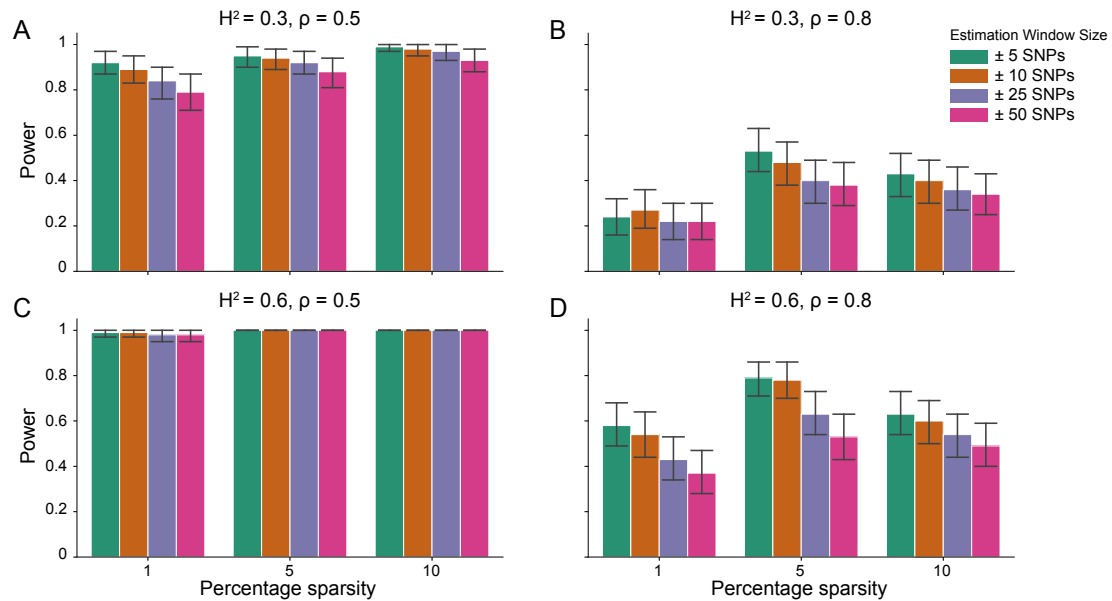 A
H² = 0.3, ρ = 0.5
1
0.8
0.6
0.4
0.2
0
Power
B
H² = 0.3, ρ = 0.8
Estimation Window Size
± 5 SNPs
± 10 SNPs
± 25 SNPs
± 50 SNPs
C
H² = 0.6, ρ = 0.5
1
0.8
0.6
0.4
0.2
0
Power
1
5
10
Percentage sparsity
D
H² = 0.6, ρ = 0.8
1
5
10
Percentage sparsity